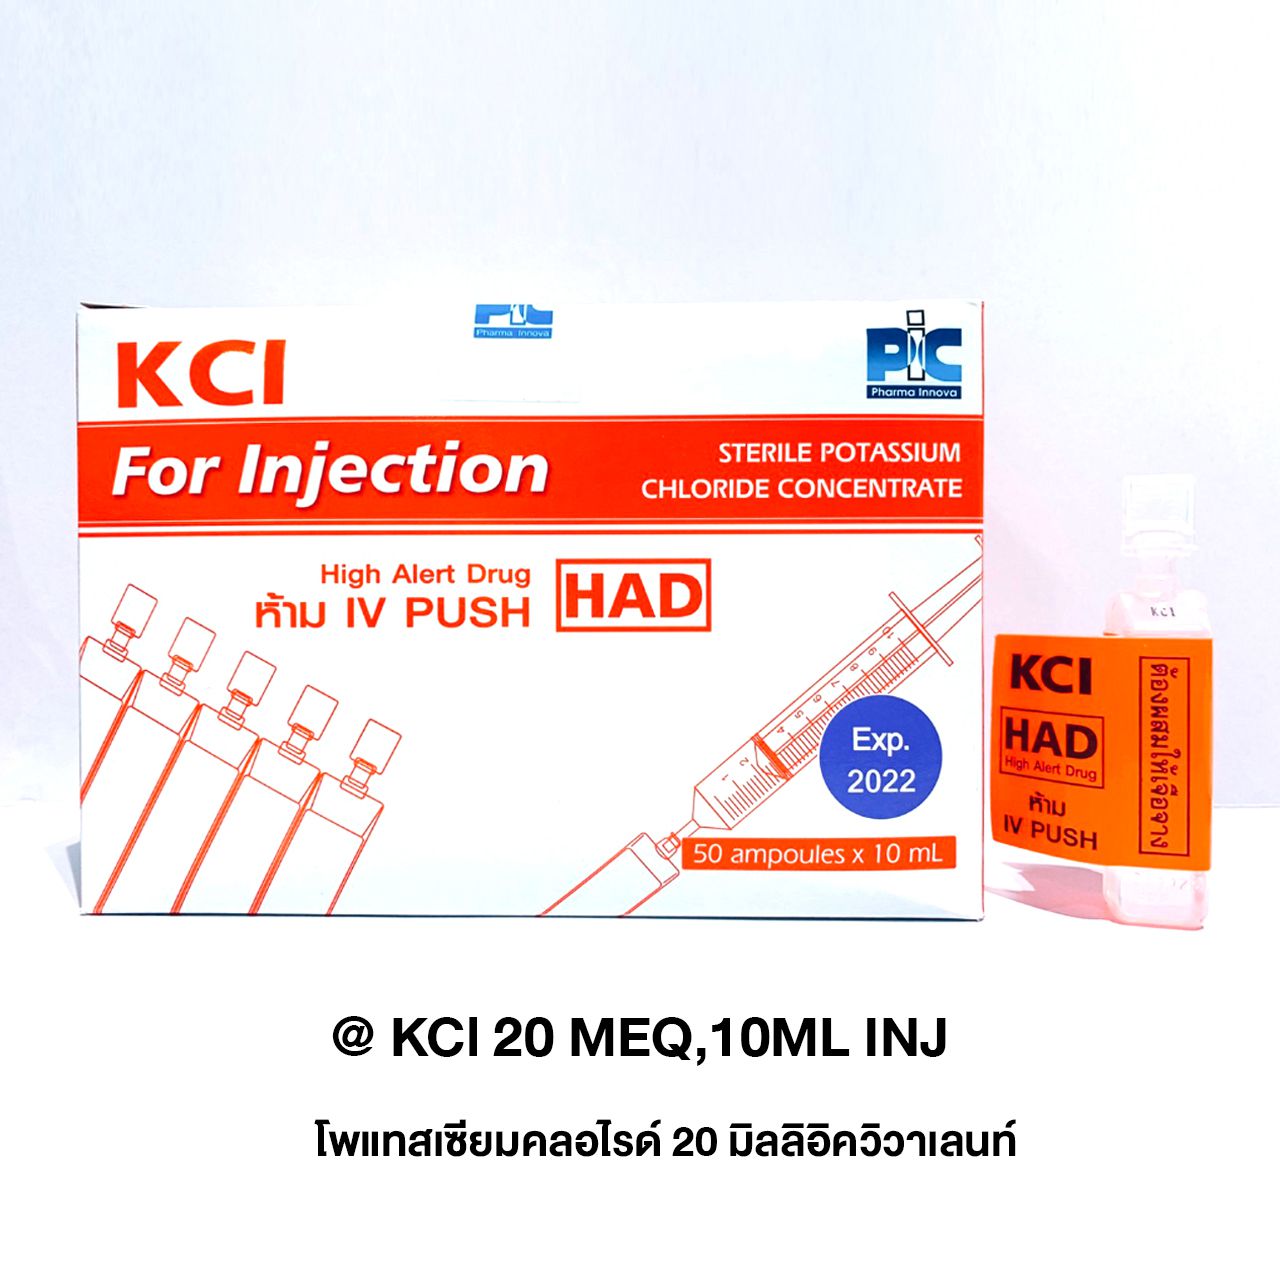 PiC
Pharma Innova
KCl
PiC
Pharma Innova
For Injection
STERILE POTASSIUM
CHLORIDE CONCENTRATE
High Alert Drug
ห้าม IV PUSH
HAD
Exp.
2022
50 ampoules x 10 mL
KCl
KCl
HAD
High Alert Drug
ห้าม
IV PUSH
ต้องผสมให้เจือจาง
@ KCl 20 MEQ,10ML INJ
โพแทสเซียมคลอไรด์ 20 มิลลิอิควิวาเลนท์